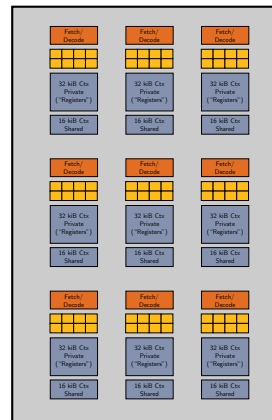 Fetch/
Decode
Fetch/
Decode
Fetch/
Decode
32 kiB Ctx
Private
("Registers")
32 kiB Ctx
Private
("Registers")
32 kiB Ctx
Private
("Registers")
16 kiB Ctx
Shared
16 kiB Ctx
Shared
16 kiB Ctx
Shared
Fetch/
Decode
Fetch/
Decode
Fetch/
Decode
32 kiB Ctx
Private
("Registers")
32 kiB Ctx
Private
("Registers")
32 kiB Ctx
Private
("Registers")
16 kiB Ctx
Shared
16 kiB Ctx
Shared
16 kiB Ctx
Shared
Fetch/
Decode
Fetch/
Decode
Fetch/
Decode
32 kiB Ctx
Private
("Registers")
32 kiB Ctx
Private
("Registers")
32 kiB Ctx
Private
("Registers")
16 kiB Ctx
Shared
16 kiB Ctx
Shared
16 kiB Ctx
Shared